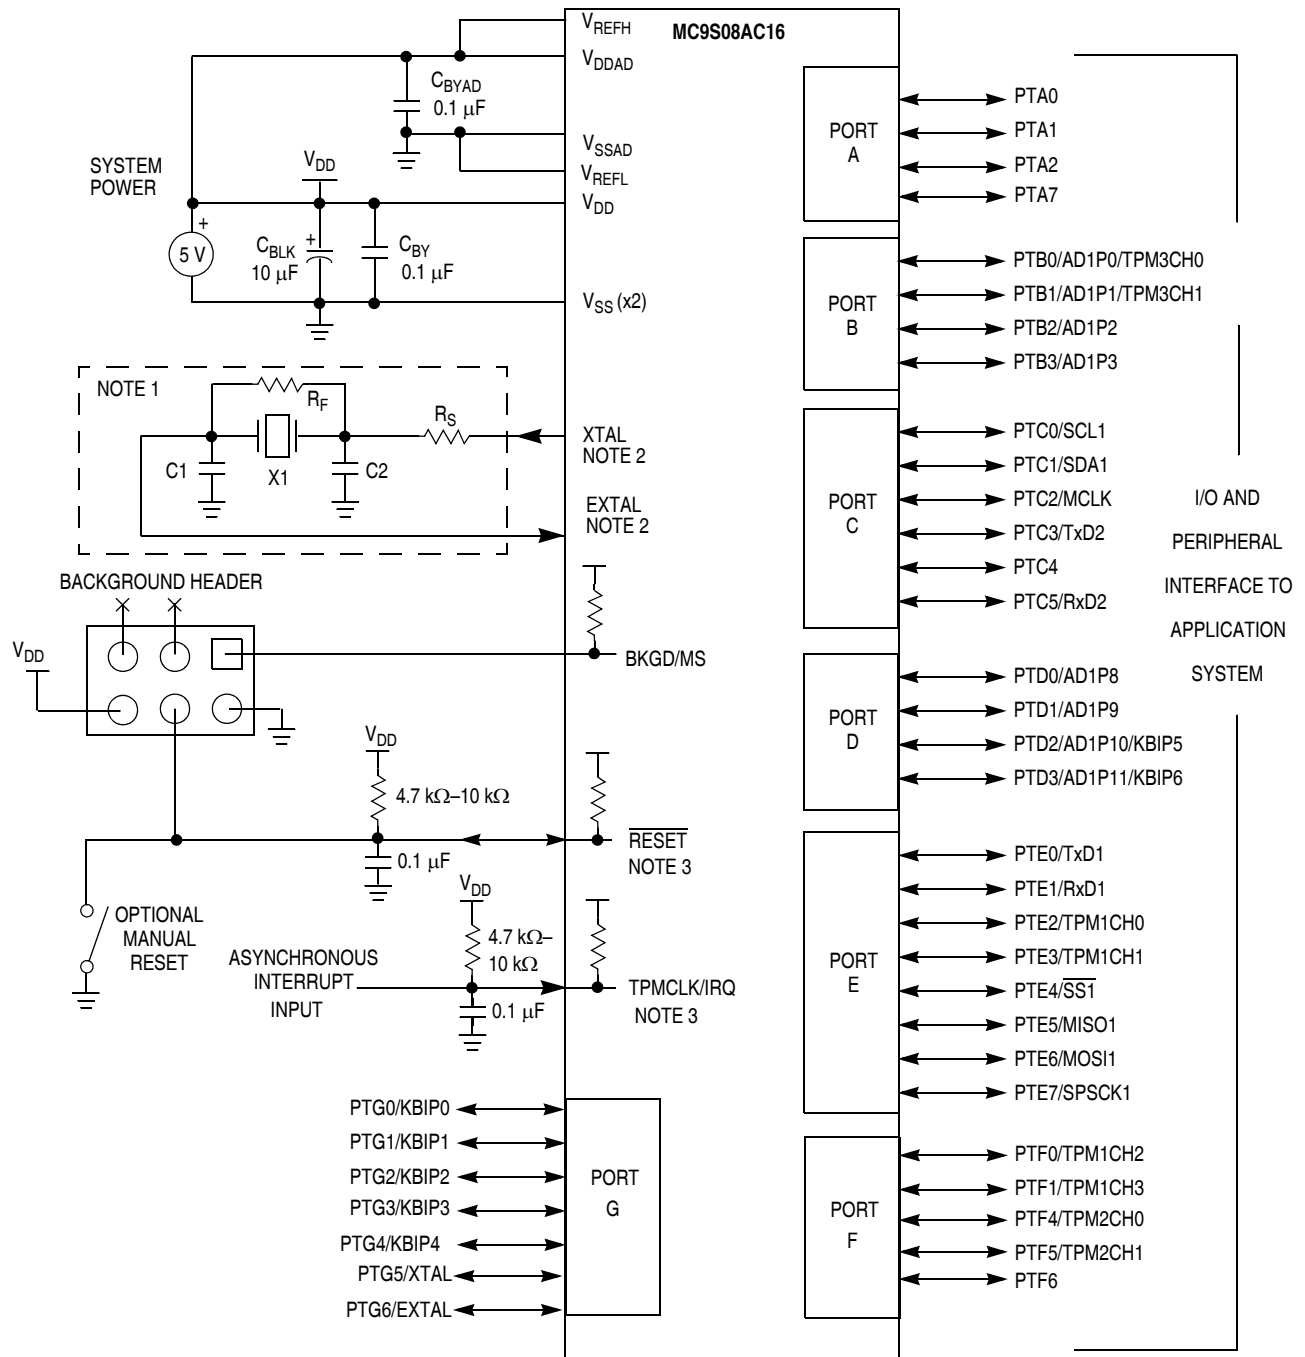 MC9S08AC16
VREFH
VDDAD
CBYAD
0.1 µF
VSSAD
VREFL
VDD
SYSTEM
POWER
VDD
+
5 V
CBLK
+
10 µF
CBY
0.1 µF
VSS (x2)
NOTE 1
RF
RS
C1
X1
C2
XTAL
NOTE 2
EXTAL
NOTE 2
BACKGROUND HEADER
VDD
BKGD/MS
VDD
4.7 kΩ–10 kΩ
0.1 µF
RESET
NOTE 3
OPTIONAL
MANUAL
RESET
VDD
4.7 kΩ–
10 kΩ
ASYNCHRONOUS
INTERRUPT
INPUT
0.1 µF
TPMCLK/IRQ
NOTE 3
PTG0/KBIP0
PTG1/KBIP1
PTG2/KBIP2
PTG3/KBIP3
PTG4/KBIP4
PTG5/XTAL
PTG6/EXTAL
PORT
G
PORT
A
PTA0
PTA1
PTA2
PTA7
PORT
B
PTB0/AD1P0/TPM3CH0
PTB1/AD1P1/TPM3CH1
PTB2/AD1P2
PTB3/AD1P3
PORT
C
PTC0/SCL1
PTC1/SDA1
PTC2/MCLK
PTC3/TxD2
PTC4
PTC5/RxD2
PORT
D
PTD0/AD1P8
PTD1/AD1P9
PTD2/AD1P10/KBIP5
PTD3/AD1P11/KBIP6
PORT
E
PTE0/TxD1
PTE1/RxD1
PTE2/TPM1CH0
PTE3/TPM1CH1
PTE4/SS1
PTE5/MISO1
PTE6/MOSI1
PTE7/SPSCK1
PORT
F
PTF0/TPM1CH2
PTF1/TPM1CH3
PTF4/TPM2CH0
PTF5/TPM2CH1
PTF6
I/O AND
PERIPHERAL
INTERFACE TO
APPLICATION
SYSTEM